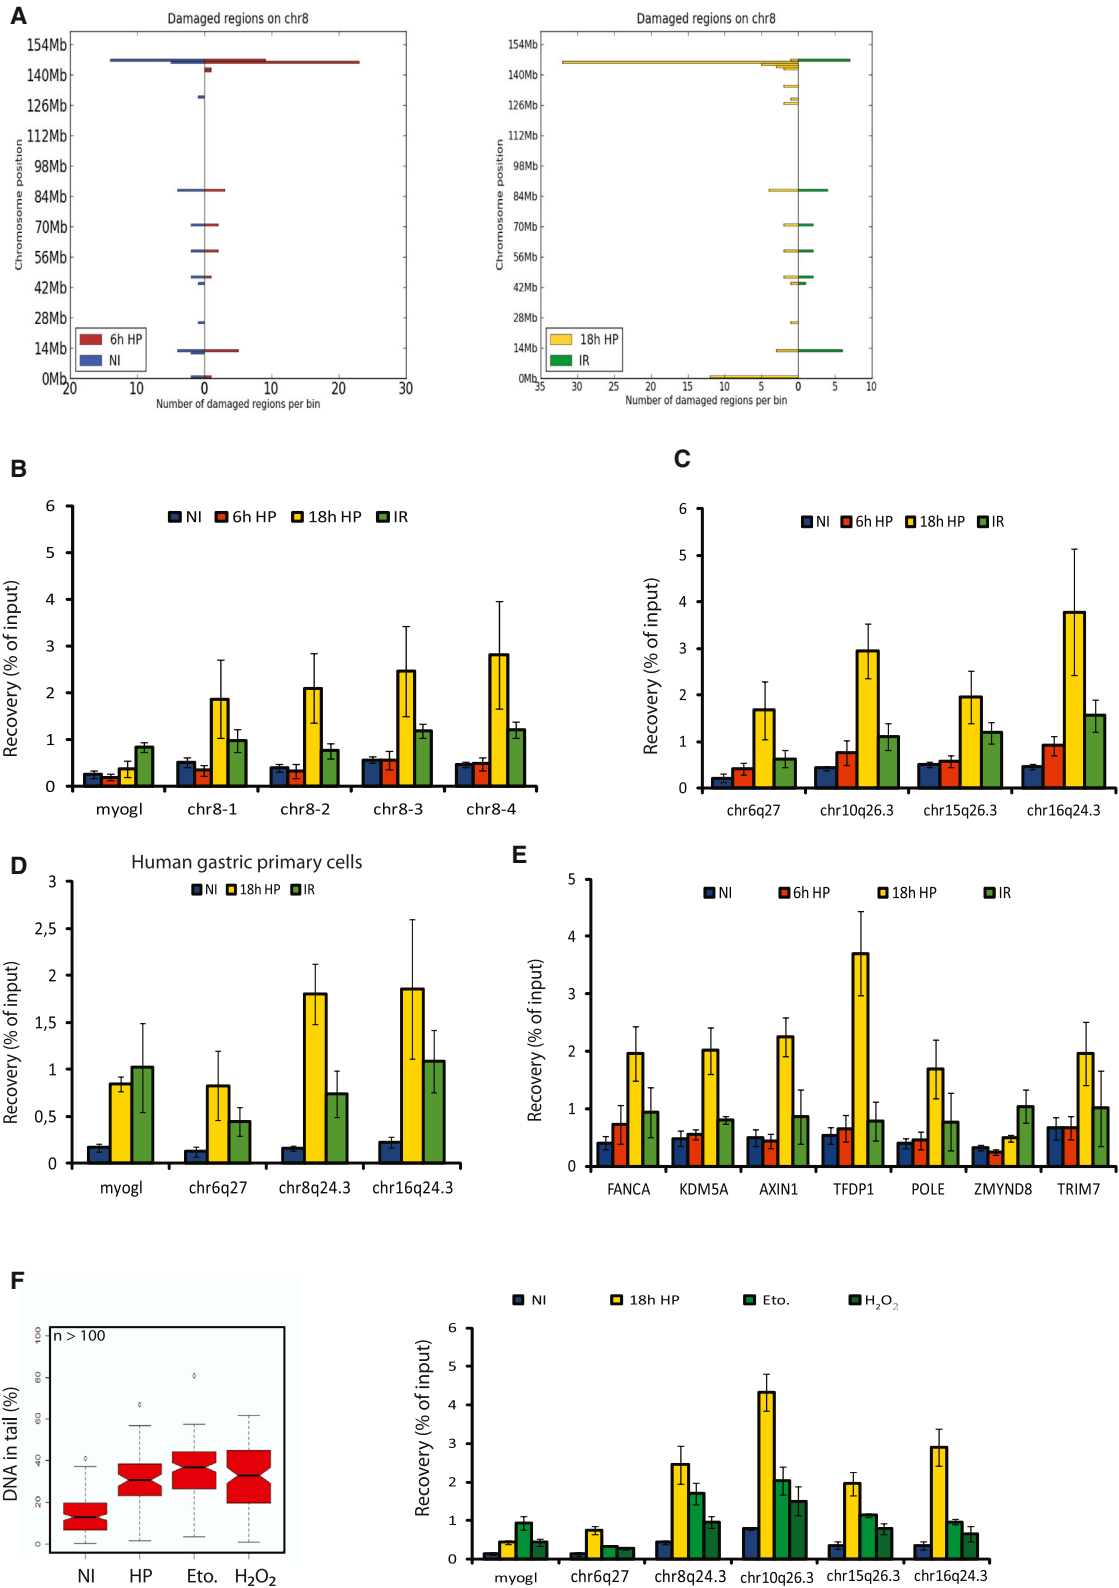 A
Damaged regions on chr8
154Mb
140Mb
126Mb
112Mb
98Mb
84Mb
70Mb
56Mb
42Mb
28Mb
14Mb
0Mb
Chromosome position
6h HP
NI
20 10 0 10 20 30
Number of damaged regions per bin
Damaged regions on chr8
154Mb
140Mb
126Mb
112Mb
98Mb
84Mb
70Mb
56Mb
42Mb
28Mb
14Mb
0Mb
Chromosome position
18h HP
IR
35 30 25 20 15 10 5 0 5 10
Number of damaged regions per bin
B
NI 6h HP 18h HP IR
Recovery (% of input)
6
5
4
3
2
1
0
myogl chr8-1 chr8-2 chr8-3 chr8-4
C
NI 6h HP 18h HP IR
Recovery (% of input)
6
5
4
3
2
1
0
chr6q27 chr10q26.3 chr15q26.3 chr16q24.3
D
Human gastric primary cells
NI 18h HP IR
Recovery (% of input)
3
2,5
2
1,5
1
0,5
0
myogl chr6q27 chr8q24.3 chr16q24.3
E
NI 6h HP 18h HP IR
Recovery (% of input)
5
4
3
2
1
0
FANCA KDM5A AXIN1 TFDP1 POLE ZMYND8 TRIM7
F
n > 100
DNA in tail (%)
100
80
60
40
20
0
NI HP Eto. H₂O₂
NI 18h HP Eto. H₂O₂
Recovery (% of input)
6
5
4
3
2
1
0
myogl chr6q27 chr8q24.3 chr10q26.3 chr15q26.3 chr16q24.3